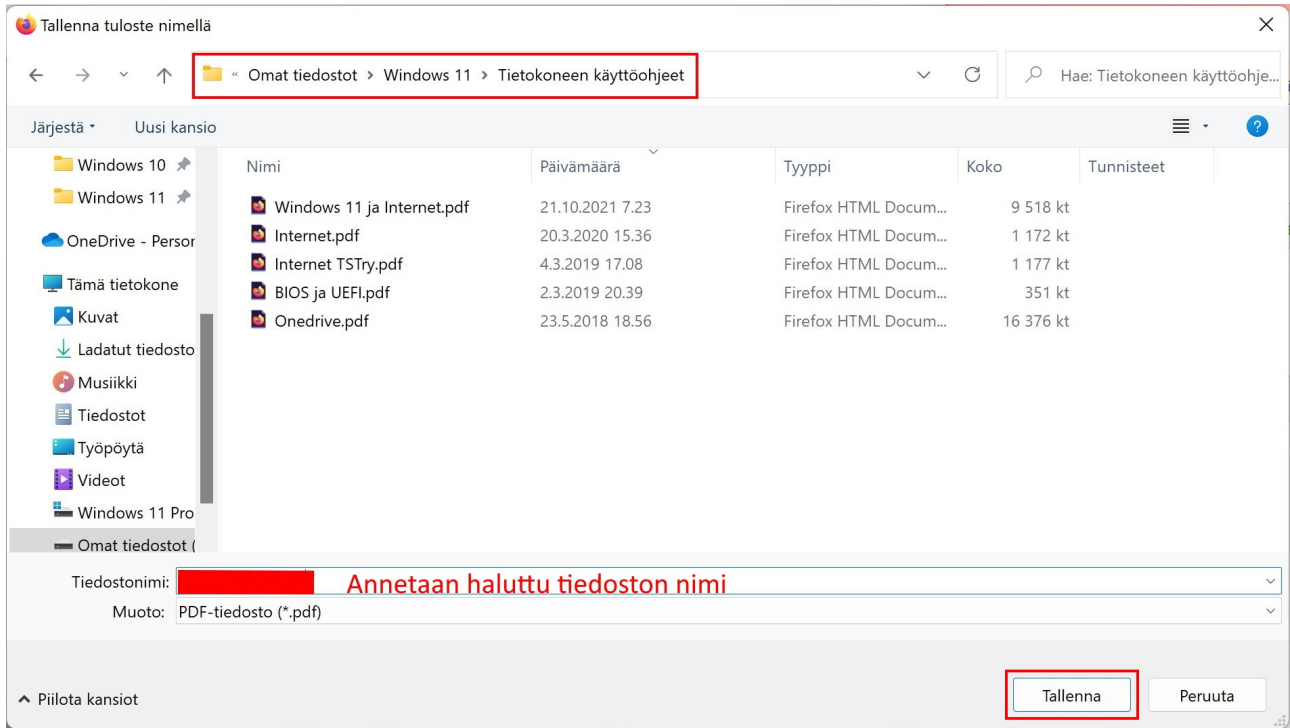 Tallenna tuloste nimellä
« Omat tiedostot › Windows 11 › Tietokoneen käyttöohjeet
Hae: Tietokoneen käyttöohje...
Järjestä Uusi kansio ?
Windows 10
Windows 11
OneDrive - Person
Tämä tietokone
Kuvat
Ladatut tiedosto
Musiikki
Tiedostot
Työpöytä
Videot
Windows 11 Pro
Omat tiedostot (
Nimi Päivämäärä Tyyppi Koko Tunnisteet
Windows 11 ja Internet.pdf 21.10.2021 7.23 Firefox HTML Docum... 9 518 kt
Internet.pdf 20.3.2020 15.36 Firefox HTML Docum... 1 172 kt
Internet TSTry.pdf 4.3.2019 17.08 Firefox HTML Docum... 1 177 kt
BIOS ja UEFI.pdf 2.3.2019 20.39 Firefox HTML Docum... 351 kt
Onedrive.pdf 23.5.2018 18.56 Firefox HTML Docum... 16 376 kt
Tiedostonimi: Annetaan haluttu tiedoston nimi
Muoto: PDF-tiedosto (*.pdf)
Piilota kansiot Tallenna Peruuta